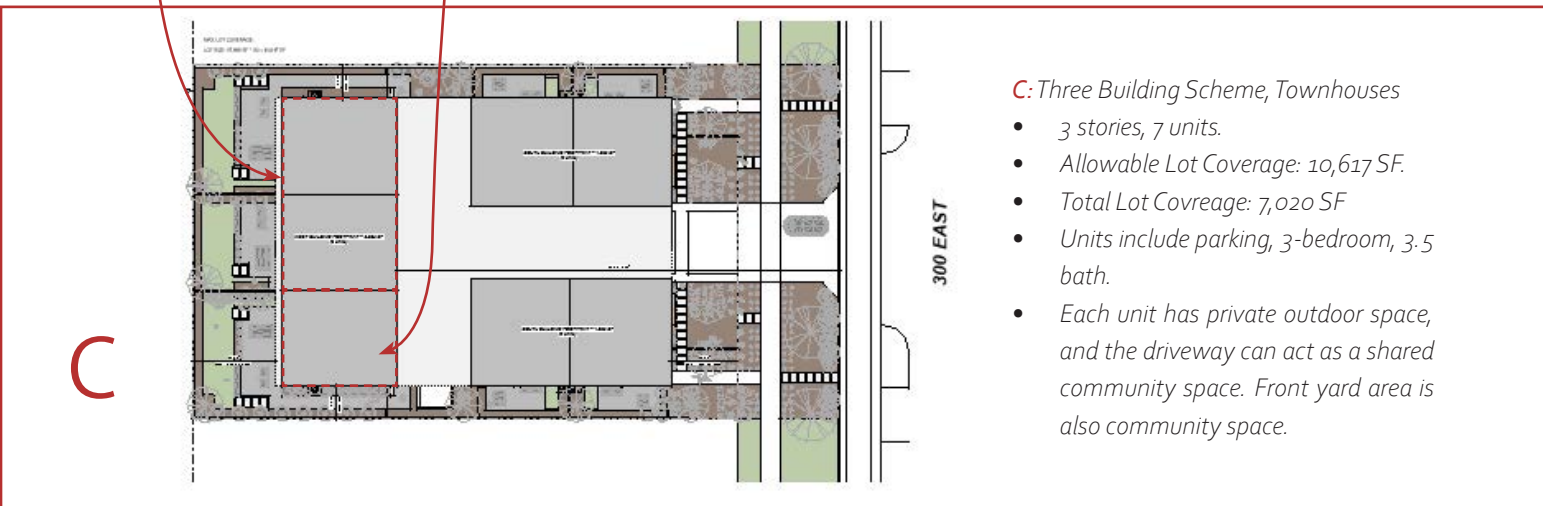 C
300 EAST
C: Three Building Scheme, Townhouses
• 3 stories, 7 units.
• Allowable Lot Coverage: 10,617 SF.
• Total Lot Covreage: 7,020 SF
• Units include parking, 3-bedroom, 3.5
bath.
• Each unit has private outdoor space,
and the driveway can act as a shared
community space. Front yard area is
also community space.